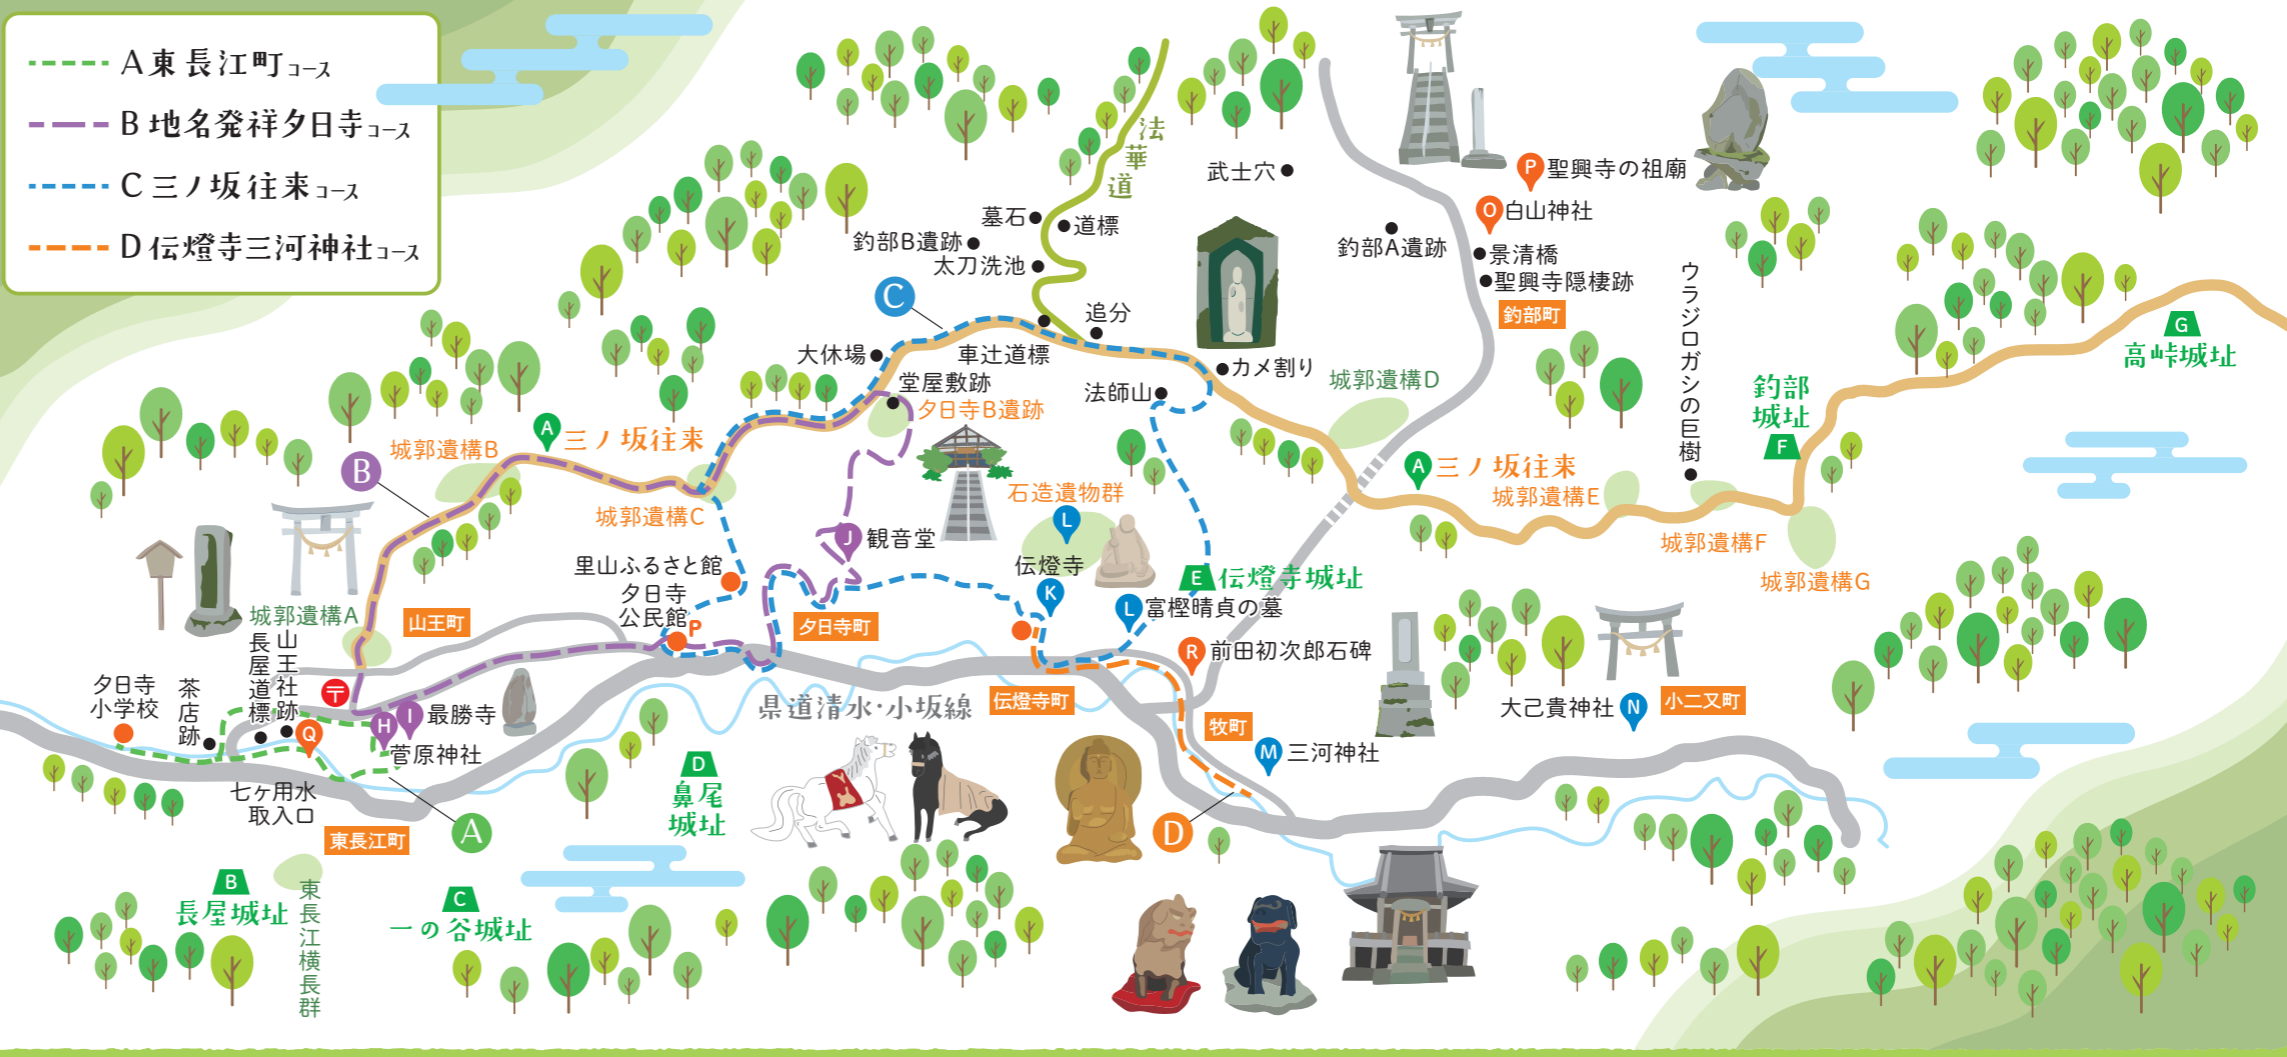 A東長江町コース
B地名発祥夕日寺コース
C三ノ坂往来コース
D伝燈寺三河神社コース
法華道
武士穴
P
聖興寺の祖廟
O
白山神社
墓石
道標
釣部B遺跡
太刀洗池
釣部A遺跡
景清橋
聖興寺隠棲跡
釣部町
ウラジロガシの巨樹
C
追分
大休場
車辻道標
カメ割り
堂屋敷跡
夕日寺B遺跡
法師山
城郭遺構D
G
高峠城址
釣部
城址
F
A
三ノ坂往来
城郭遺構B
B
城郭遺構C
石造遺物群
L
A
三ノ坂往来
城郭遺構E
城郭遺構F
城郭遺構G
J
観音堂
里山ふるさと館
夕日寺
公民館
P
伝燈寺
K
E
伝燈寺城址
L
富樫晴貞の墓
城郭遺構A
山王町
夕日寺町
R
前田初次郎石碑
山王社跡
長屋道標
夕日寺
小学校
茶店跡
〒
H
I
最勝寺
菅原神社
Q
七ヶ用水
取入口
県道清水・小坂線
伝燈寺町
牧町
M
三河神社
大己貴神社
N
小二又町
D
鼻尾
城址
東長江町
A
D
B
長屋城址
東長江横長群
C
一の谷城址